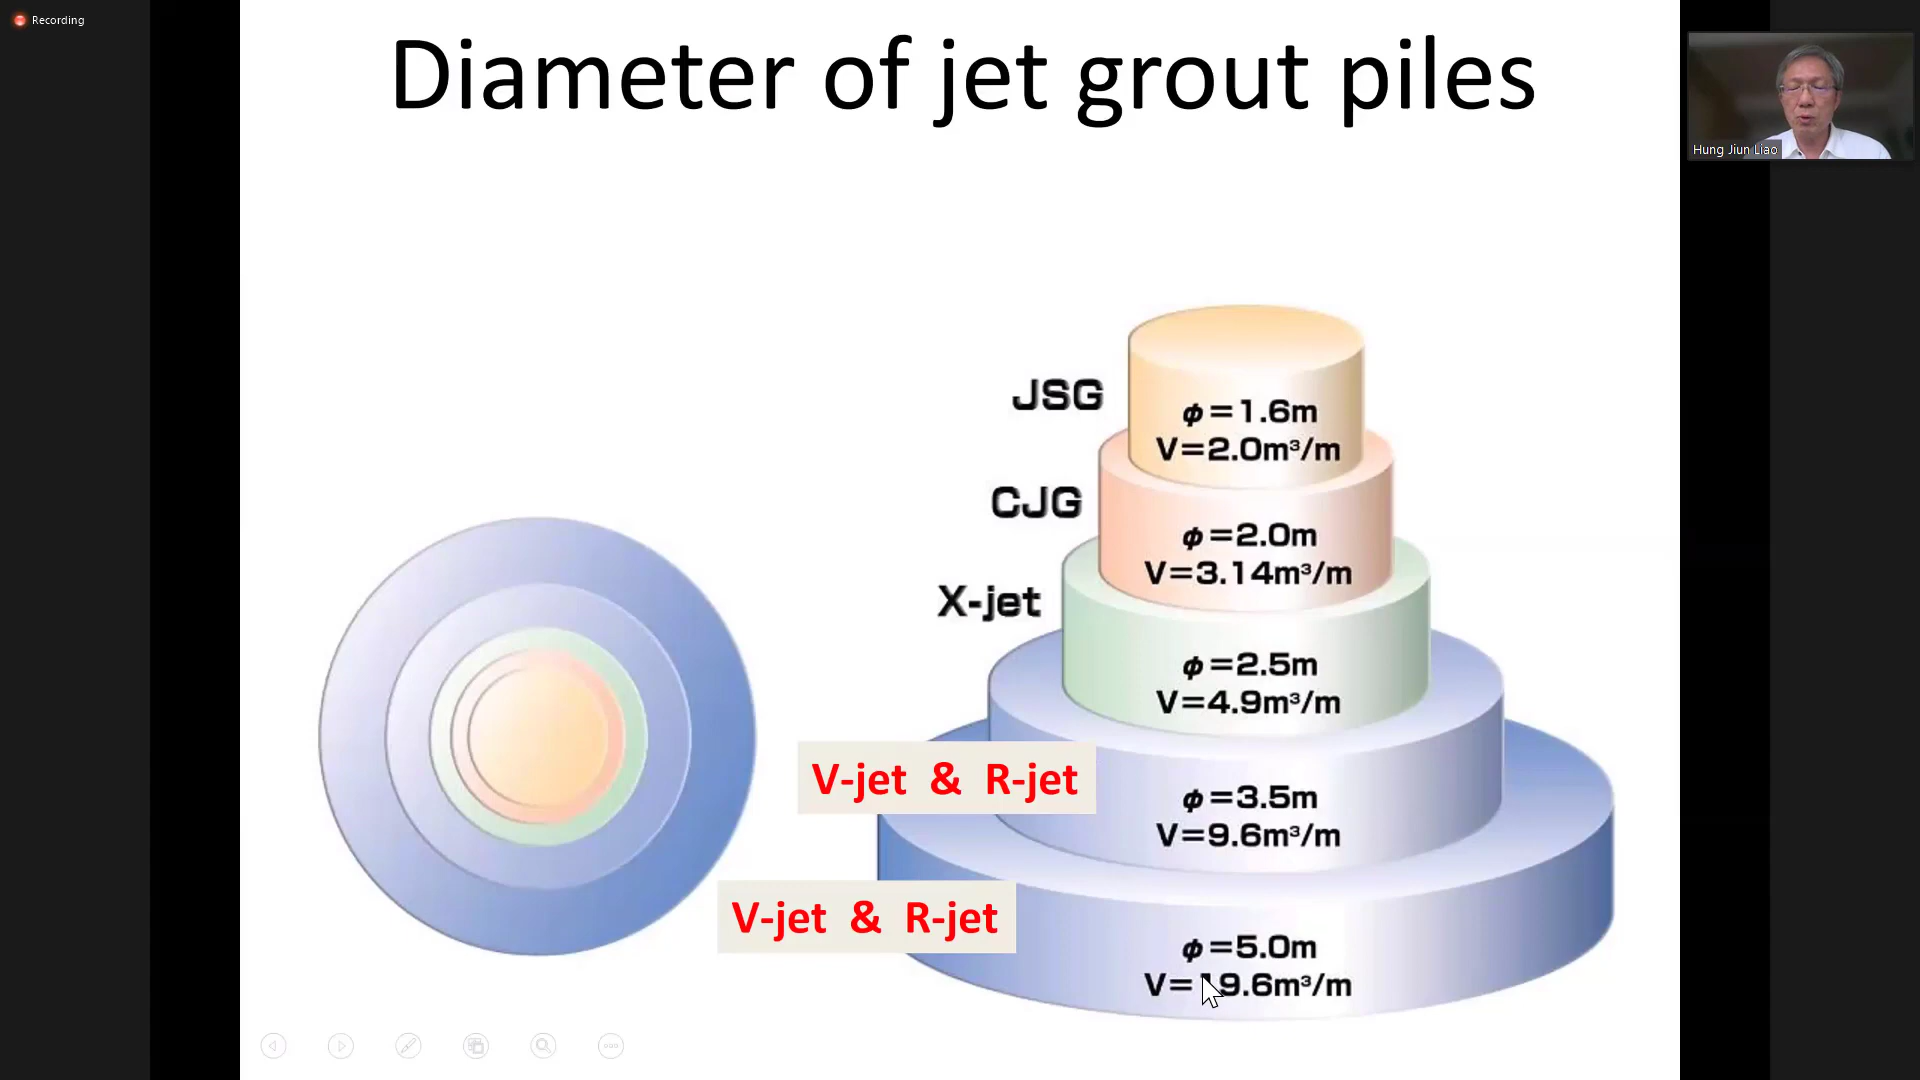 Recording
Diameter of jet grout piles
Hung Jiun Liao
JSG
φ=1.6m
V=2.0m³/m
CJG
φ=2.0m
V=3.14m³/m
X-jet
φ=2.5m
V=4.9m³/m
V-jet & R-jet
φ=3.5m
V=9.6m³/m
V-jet & R-jet
φ=5.0m
V=19.6m³/m